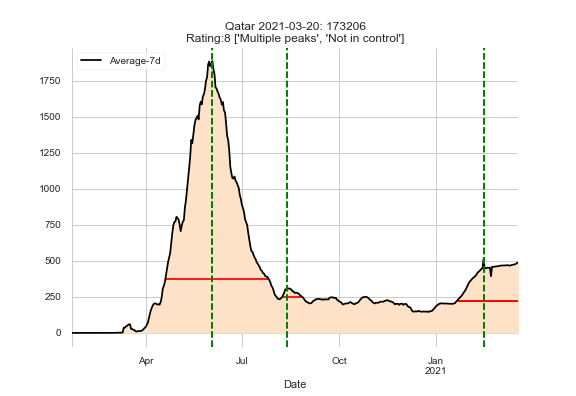 Qatar 2021-03-20: 173206
Rating:8 ['Multiple peaks', 'Not in control']
Average-7d
1750
1500
1250
1000
750
500
250
0
Apr
Jul
Oct
Jan
2021
Date